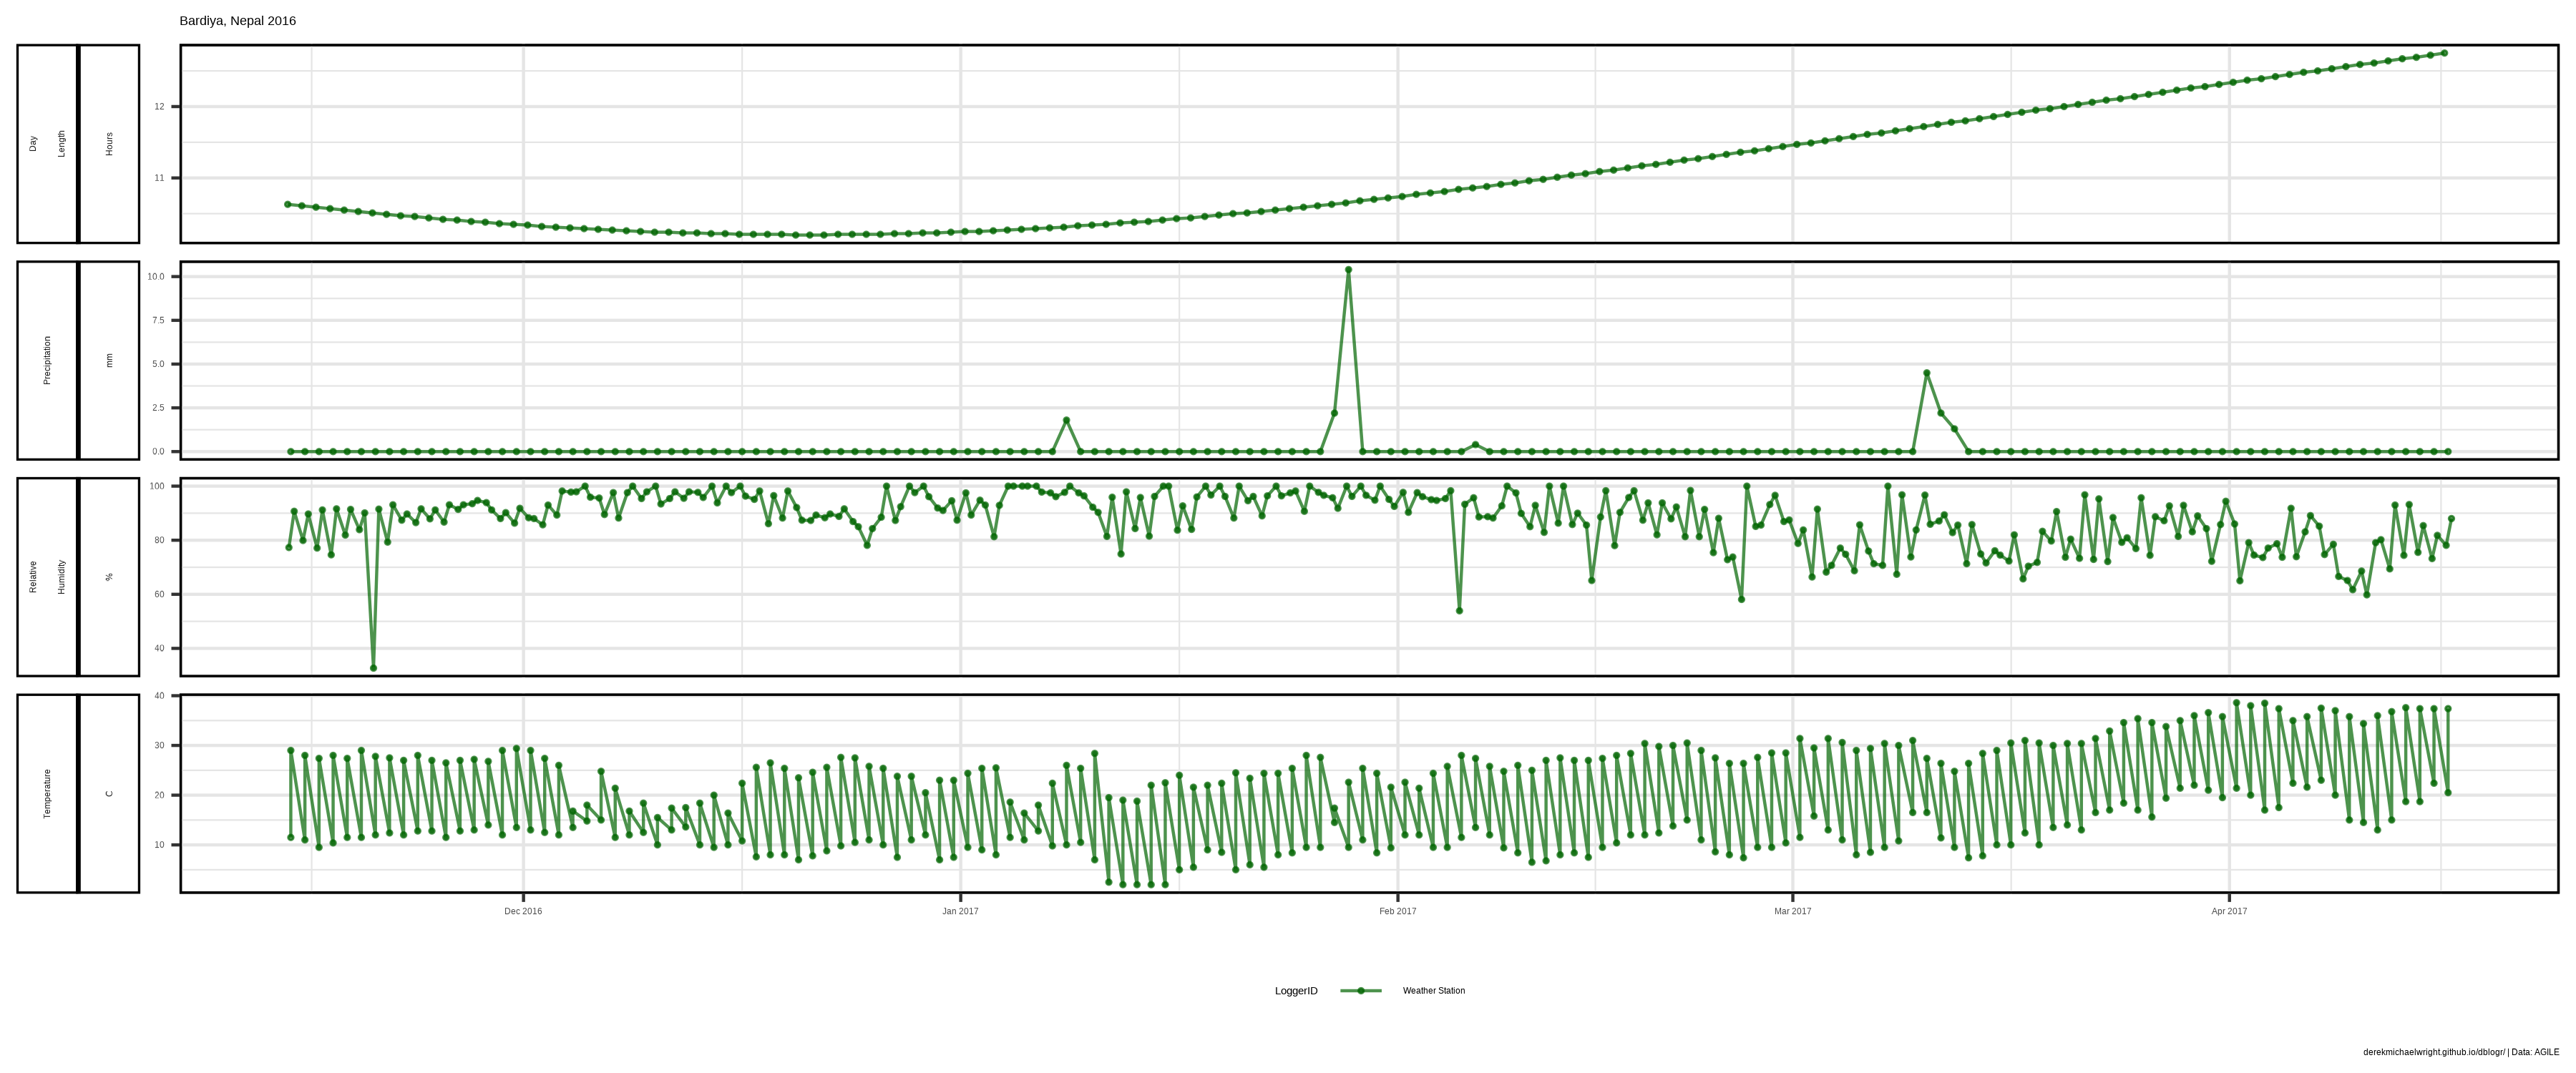 Bardiya, Nepal 2016
Day
Length
Hours
12
11
Precipitation
mm
10.0
7.5
5.0
2.5
0.0
Relative
Humidity
%
100
80
60
40
Temperature
C
40
30
20
10
Dec 2016
Jan 2017
Feb 2017
Mar 2017
Apr 2017
LoggerID
Weather Station
derekmichaelwright.github.io/dblogr/ | Data: AGILE